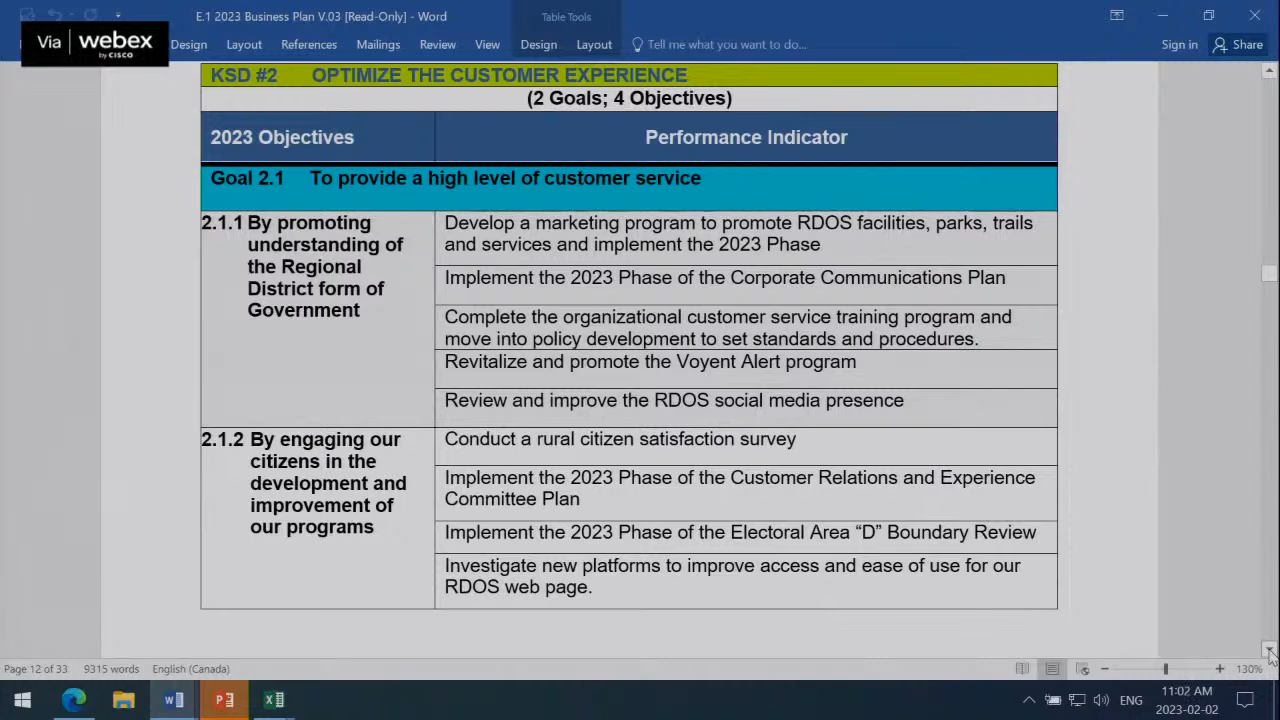 E.1 2023 Business Plan V.03 [Read-Only] - Word
Table Tools
Via webex
by CISCO
Design Layout References Mailings Review View Design Layout Tell me what you want to do... Sign in Share
KSD #2 OPTIMIZE THE CUSTOMER EXPERIENCE
(2 Goals; 4 Objectives)
2023 Objectives Performance Indicator
Goal 2.1 To provide a high level of customer service
2.1.1 By promoting
understanding of
the Regional
District form of
Government
Develop a marketing program to promote RDOS facilities, parks, trails
and services and implement the 2023 Phase
Implement the 2023 Phase of the Corporate Communications Plan
Complete the organizational customer service training program and
move into policy development to set standards and procedures.
Revitalize and promote the Voyent Alert program
Review and improve the RDOS social media presence
2.1.2 By engaging our
citizens in the
development and
improvement of
our programs
Conduct a rural citizen satisfaction survey
Implement the 2023 Phase of the Customer Relations and Experience
Committee Plan
Implement the 2023 Phase of the Electoral Area “D” Boundary Review
Investigate new platforms to improve access and ease of use for our
RDOS web page.
Page 12 of 33 9315 words English (Canada) 130%
ENG
11:02 AM
2023-02-02